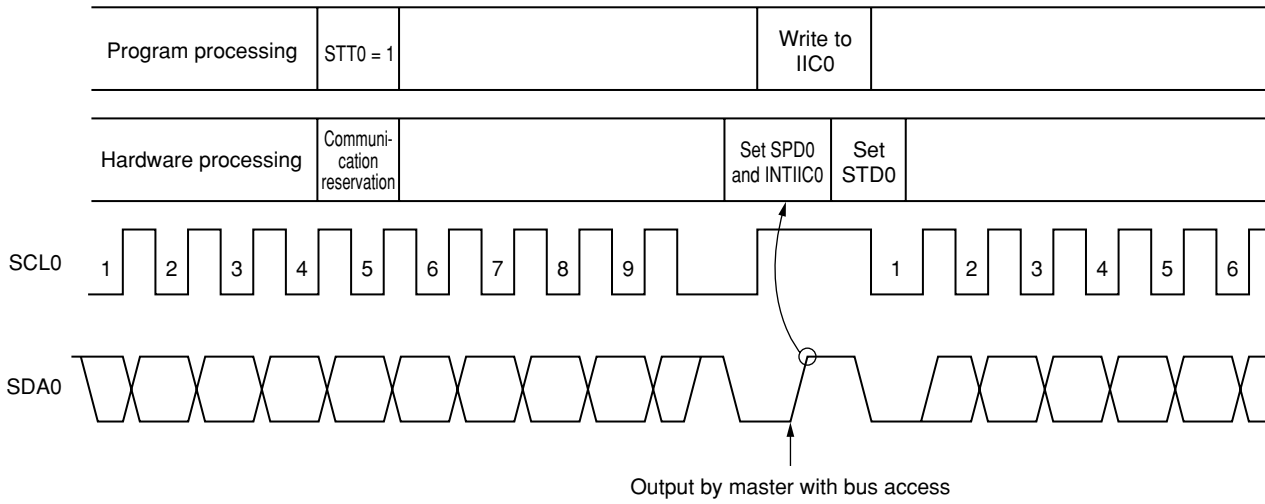 Program processing
STT0 = 1
Write to
IIC0
Hardware processing
Communi-
cation
reservation
Set SPD0
and INTIIC0
Set
STD0
SCL0
1 2 3 4 5 6 7 8 9 1 2 3 4 5 6
SDA0
Output by master with bus access